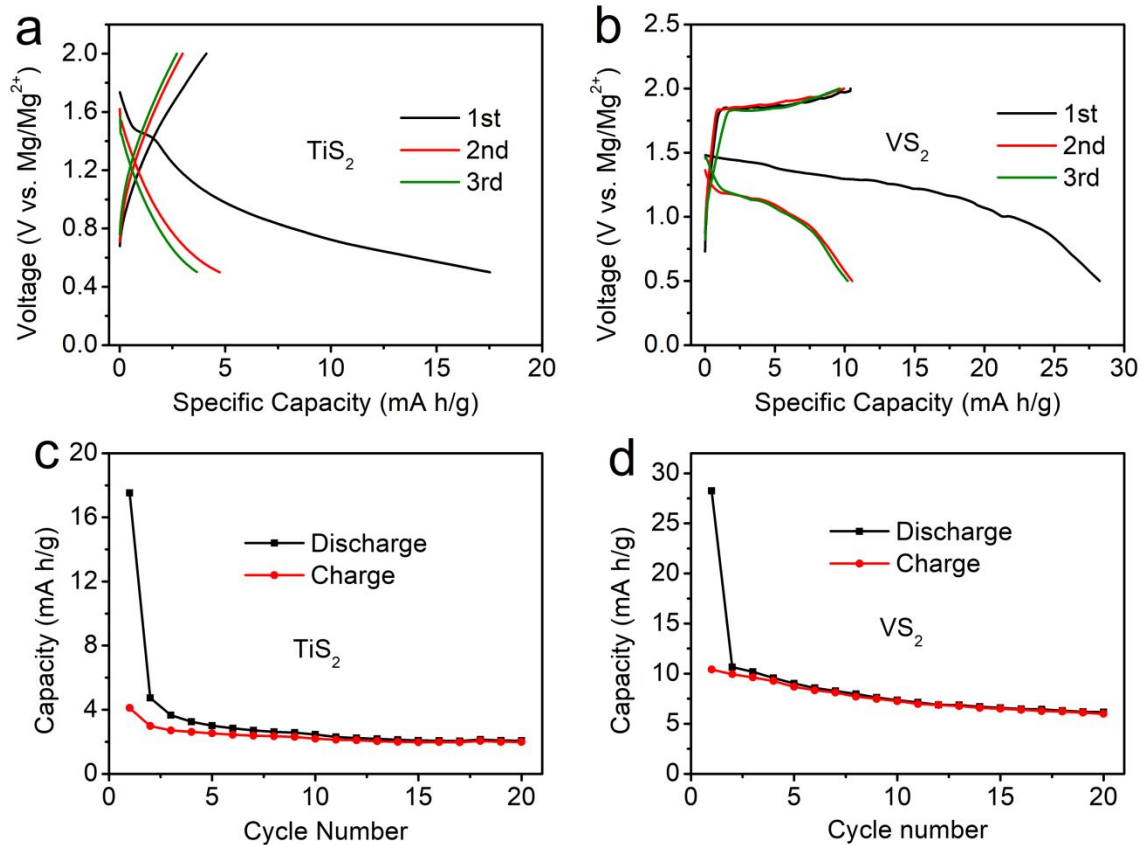 a
2.0
1.6
1.2
0.8
0.4
0.0
Voltage (V vs. Mg/Mg²⁺)
1st
2nd
3rd
TiS₂
0 5 10 15 20
Specific Capacity (mA h/g)
b
2.5
2.0
1.5
1.0
0.5
0.0
Voltage (V vs. Mg/Mg²⁺)
1st
2nd
3rd
VS₂
0 5 10 15 20 25 30
Specific Capacity (mA h/g)
c
20
16
12
8
4
0
Capacity (mA h/g)
Discharge
Charge
TiS₂
0 5 10 15 20
Cycle Number
d
30
25
20
15
10
5
0
Capacity (mA h/g)
Discharge
Charge
VS₂
0 5 10 15 20
Cycle number